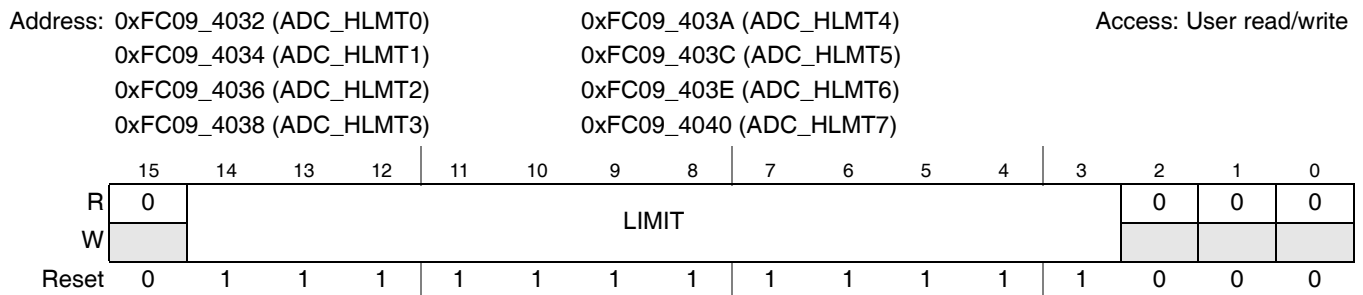 Address: 0xFC09_4032 (ADC_HLMT0) 0xFC09_403A (ADC_HLMT4) Access: User read/write
0xFC09_4034 (ADC_HLMT1) 0xFC09_403C (ADC_HLMT5)
0xFC09_4036 (ADC_HLMT2) 0xFC09_403E (ADC_HLMT6)
0xFC09_4038 (ADC_HLMT3) 0xFC09_4040 (ADC_HLMT7)
15 14 13 12 11 10 9 8 7 6 5 4 3 2 1 0
R 0 LIMIT 0 0 0
W
Reset 0 1 1 1 1 1 1 1 1 1 1 1 1 0 0 0